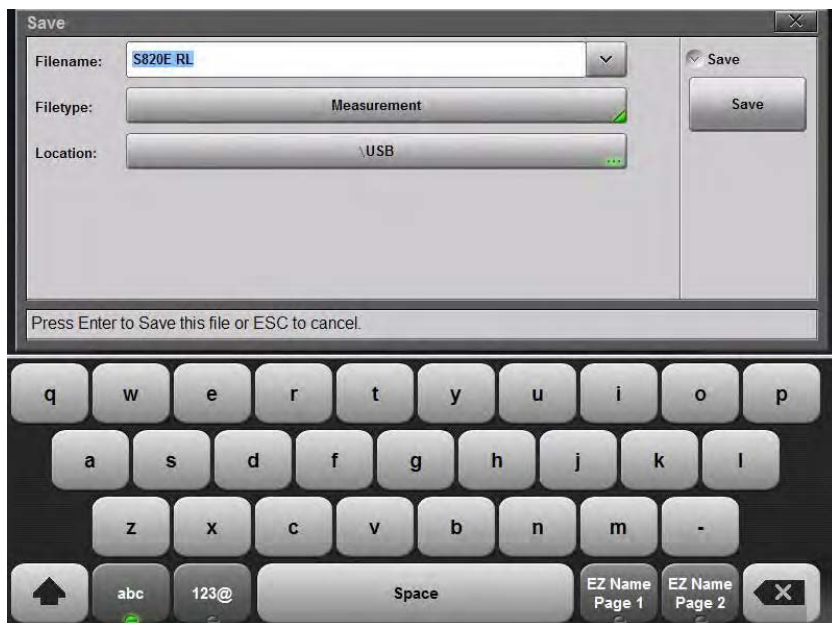 Save
Filename: S820E RL
Save
Filetype: Measurement
Save
Location: \USB
Press Enter to Save this file or ESC to cancel.
q w e r t y u i o p
a s d f g h j k l
z x c v b n m -
abc 123@ Space EZ Name Page 1 EZ Name Page 2